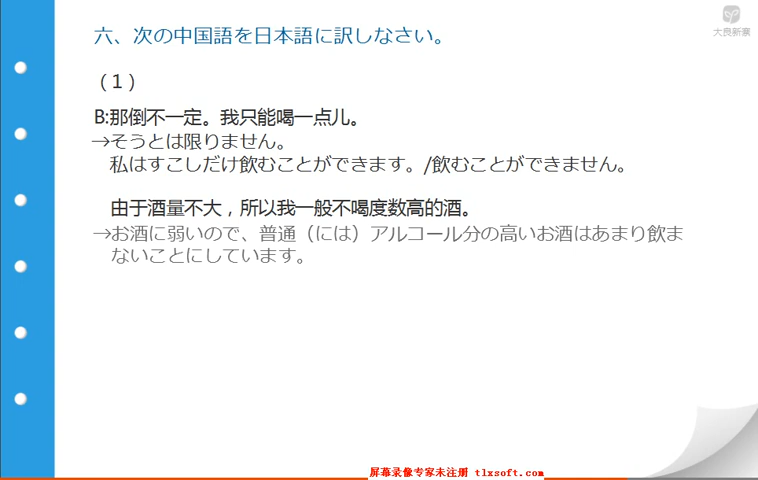 大良新寨
六、次の中国語を日本語に訳しなさい。
（1）
B:那倒不一定。我只能喝一点儿。
→そうとは限りません。
私はすこしだけ飲むことができます。/飲むことができません。
由于酒量不大，所以我一般不喝度数高的酒。
→お酒に弱いので、普通（には）アルコール分の高いお酒はあまり飲ま
ないことにしています。
屏幕录像专家未注册 tlxsoft.com